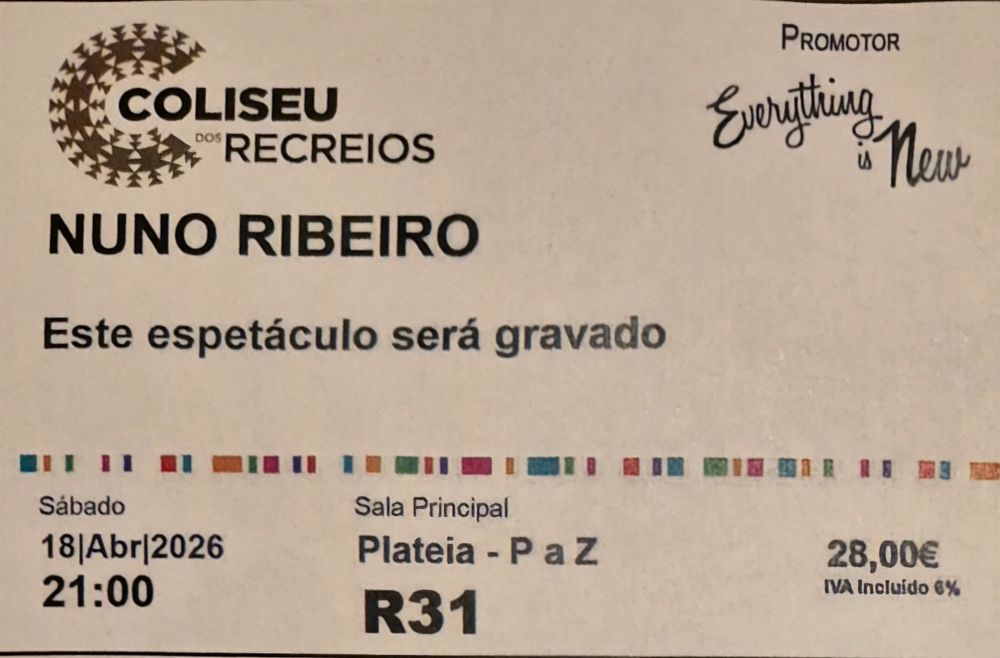 COLISEU
DOS RECREIOS
PROMOTOR
Everything
is New
NUNO RIBEIRO
Este espetáculo será gravado
Sábado
18|Abr|2026
21:00
Sala Principal
Plateia - P a Z
R31
28,00€
IVA Incluído 6%